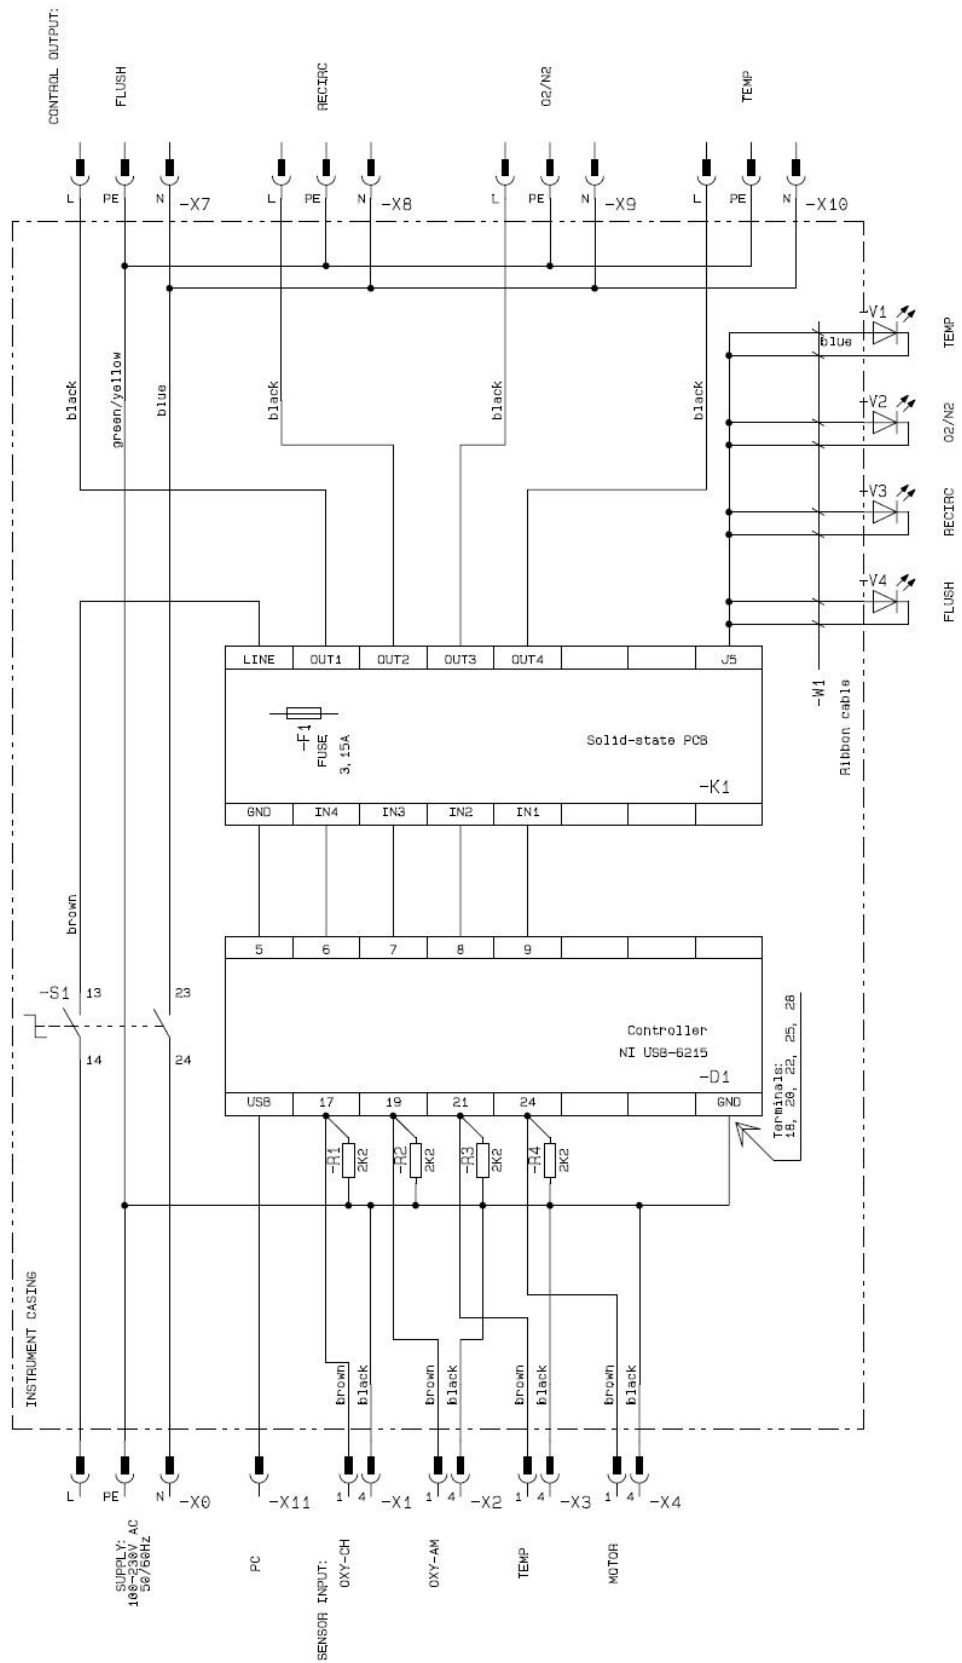 CONTROL OUTPUT:
FLUSH
RECIRC
O2/N2
TEMP
L
PE
N
-X7
L
PE
N
-X8
L
PE
N
-X9
L
PE
N
-X10
black
green/yellow
blue
black
black
black
-V1
blue
TEMP
-V2
O2/N2
-V3
RECIRC
-V4
FLUSH
LINE
OUT1
OUT2
OUT3
OUT4
J5
-F1
FUSE
3,15A
Solid-state PCB
-K1
-W1
Ribbon cable
GND
IN4
IN3
IN2
IN1
brown
5
6
7
8
9
-S1
13
23
14
24
Controller
NI USB-6215
-D1
Terminals:
18, 20, 22, 25, 28
USB
17
19
21
24
GND
-R1
2K2
-R2
2K2
-R3
2K2
-R4
2K2
INSTRUMENT CASING
brown
black
brown
black
brown
black
brown
black
L
PE
N
-X0
-X11
1
4
-X1
1
4
-X2
1
4
-X3
1
4
-X4
SUPPLY:
100-230V AC
50/60Hz
PC
SENSOR INPUT:
OXY-CH
OXY-AM
TEMP
MOTOR